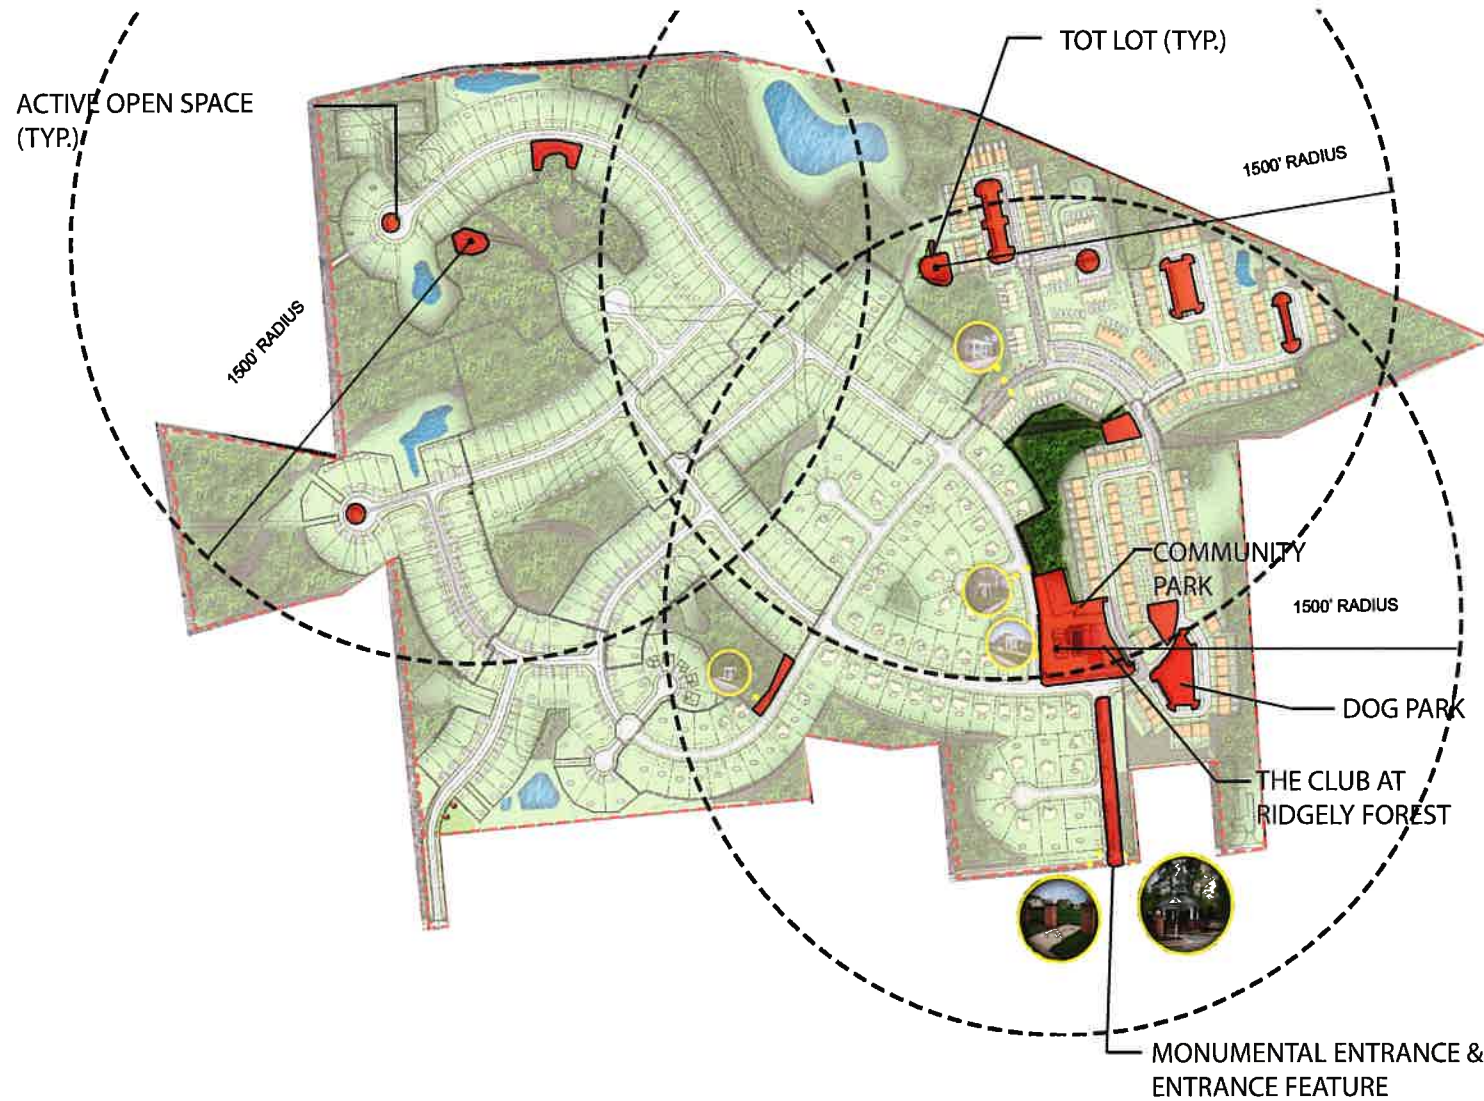 TOT LOT (TYP.)
ACTIVE OPEN SPACE
(TYP.)
1500' RADIUS
1500' RADIUS
COMMUNITY
PARK
1500' RADIUS
DOG PARK
THE CLUB AT
RIDGELY FOREST
MONUMENTAL ENTRANCE &
ENTRANCE FEATURE